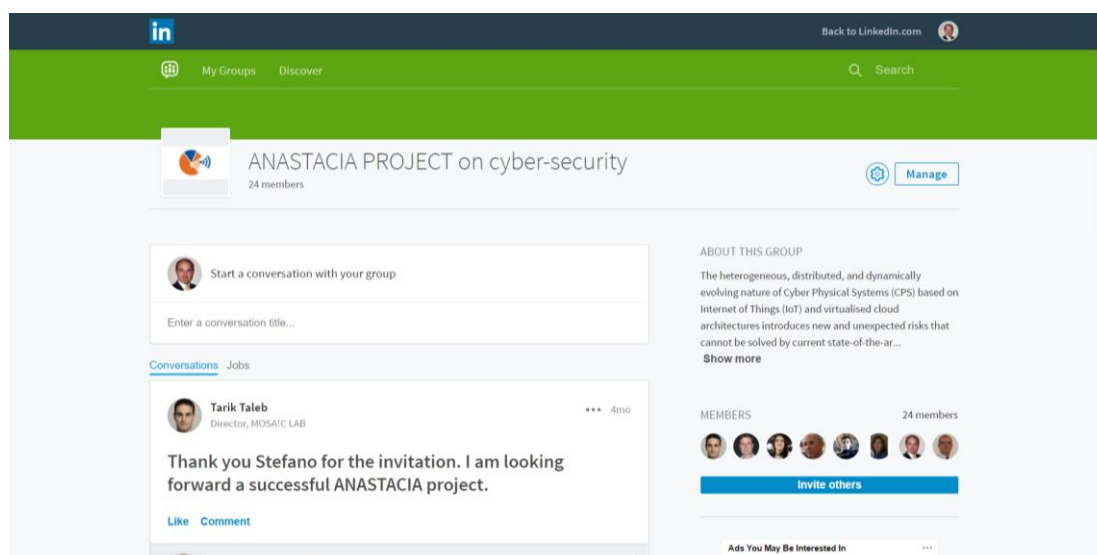 in
Back to LinkedIn.com
My Groups Discover
Search
ANASTACIA PROJECT on cyber-security
24 members
Manage
Start a conversation with your group
Enter a conversation title...
Conversations Jobs
Tarik Taleb
4mo
Director, MOSA!C LAB
Thank you Stefano for the invitation. I am looking
forward a successful ANASTACIA project.
Like Comment
ABOUT THIS GROUP
The heterogeneous, distributed, and dynamically
evolving nature of Cyber Physical Systems (CPS) based on
Internet of Things (IoT) and virtualised cloud
architectures introduces new and unexpected risks that
cannot be solved by current state-of-the-ar...
Show more
MEMBERS 24 members
Invite others
Ads You May Be Interested In